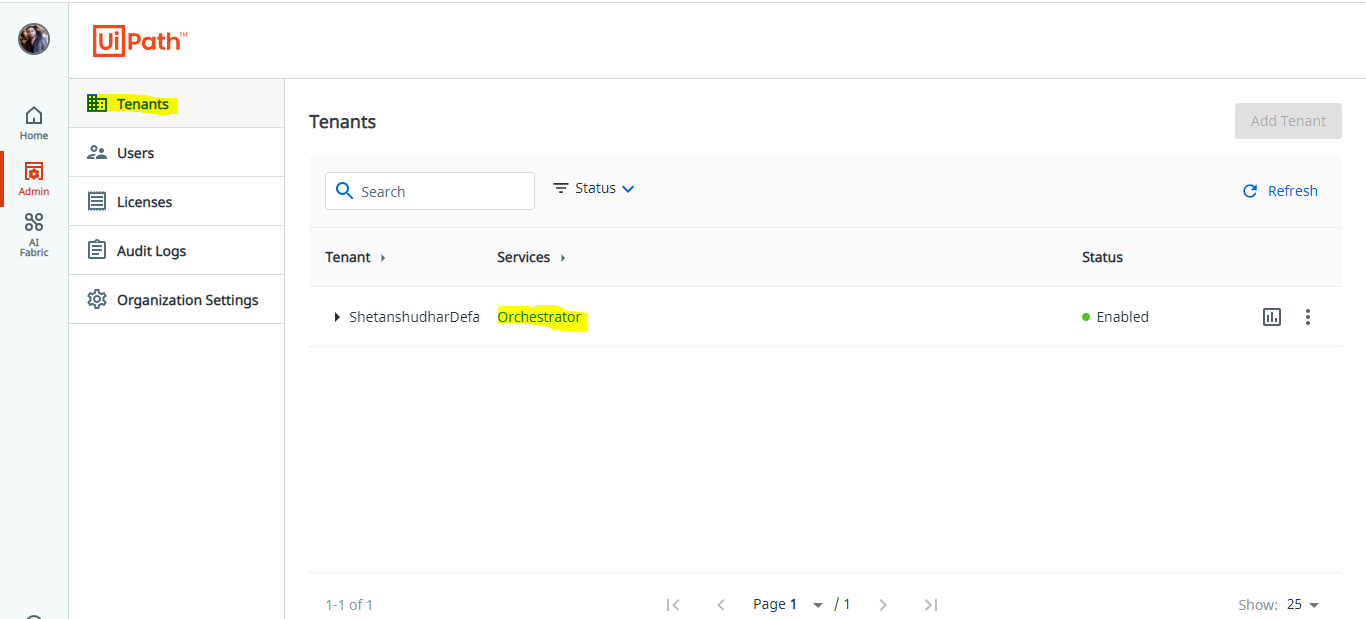 UiPath™
Home
Admin
AI
Fabric
Tenants
Users
Licenses
Audit Logs
Organization Settings
Tenants
Add Tenant
Search
Status
Refresh
Tenant Services Status
ShetanshudharDefa Orchestrator Enabled
1-1 of 1 Page 1 / 1 Show: 25